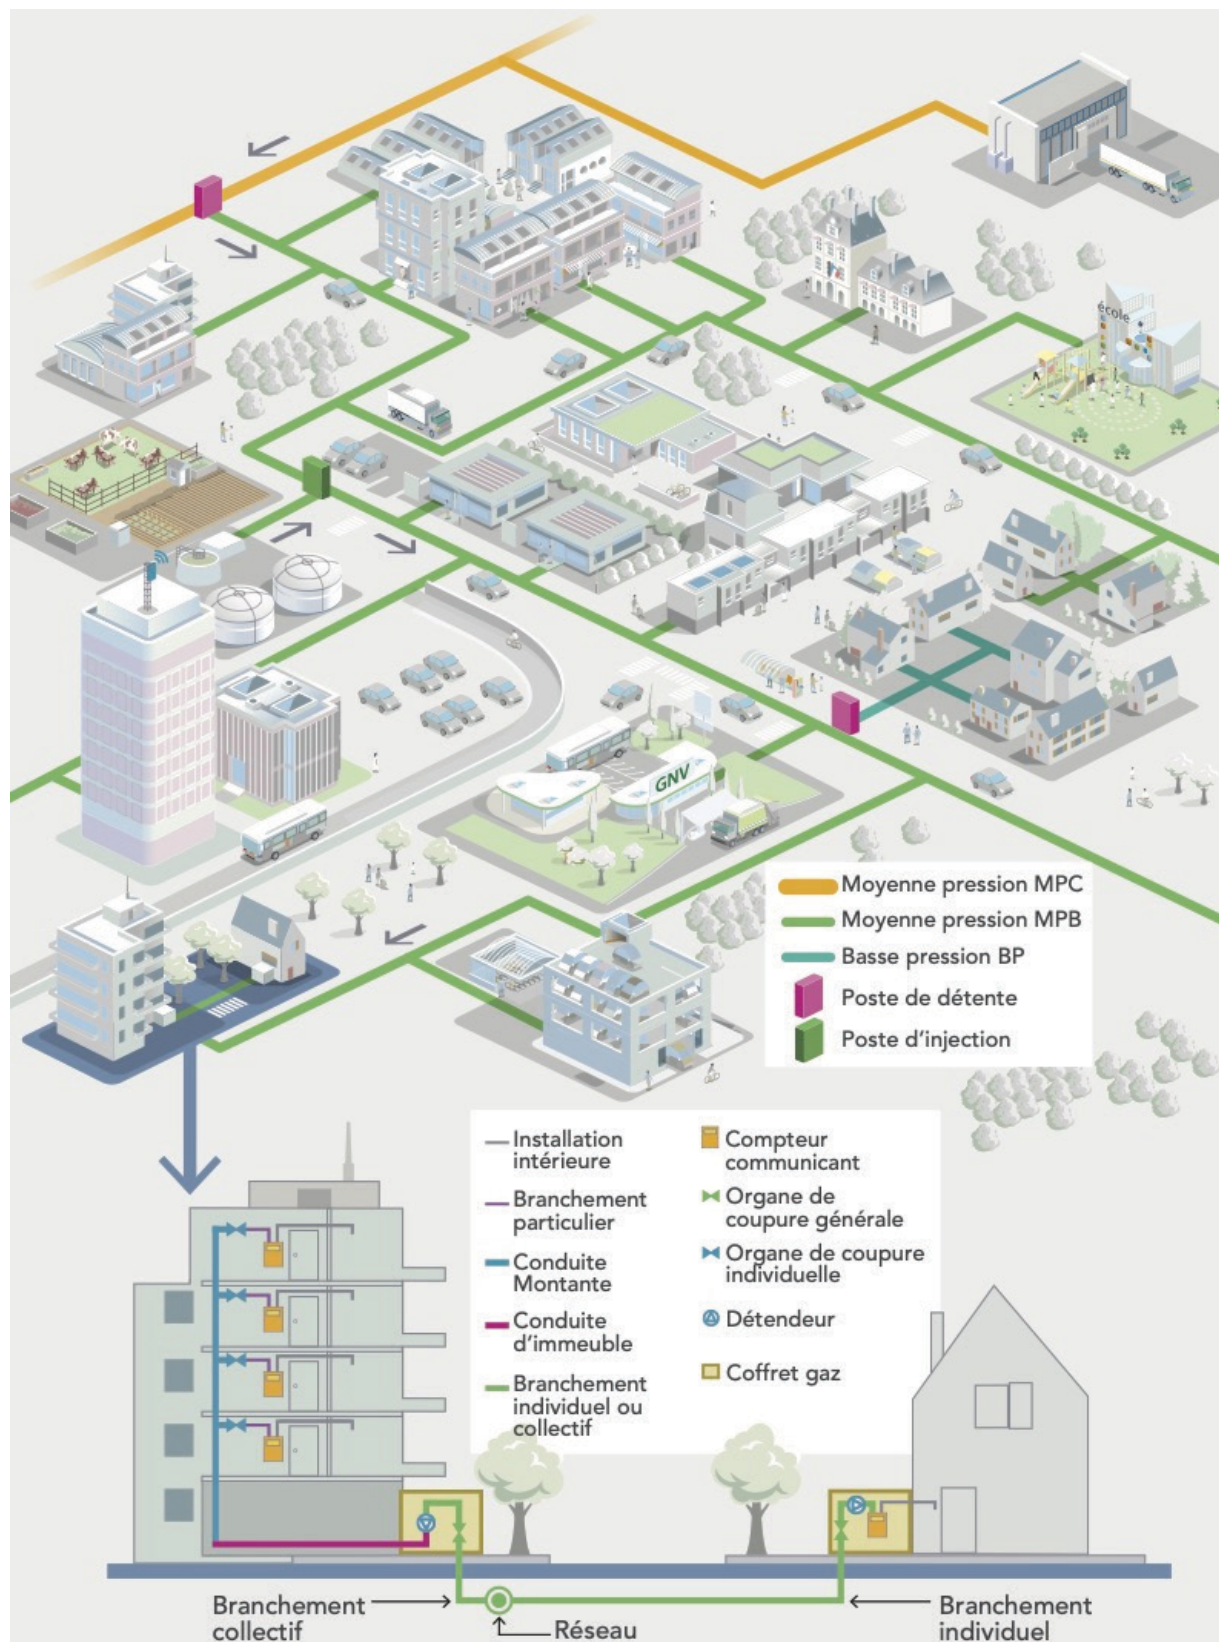 école
GNV
Moyenne pression MPC
Moyenne pression MPB
Basse pression BP
Poste de détente
Poste d'injection
Installation
intérieure
Branchement
particulier
Conduite
Montante
Conduite
d'immeuble
Branchement
individuel ou
collectif
Compteur
communicant
Organe de
coupure générale
Organe de coupure
individuelle
Détendeur
Coffret gaz
Branchement
collectif
Réseau
Branchement
individuel